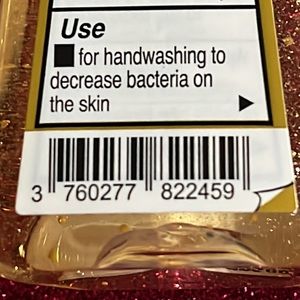 Use
■ for handwashing to
decrease bacteria on
the skin
3 760277 822459